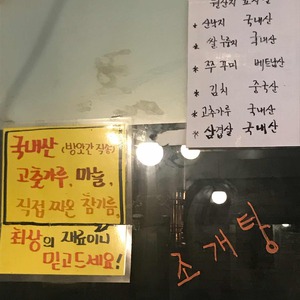 원산지 표시판
* 산낙지 국내산
* 쌀, 누룽지 국내산
* 쭈꾸미 베트남산
* 김치 중국산
* 고추가루 국내산
* 삼겹살 국내산
국내산 (방앗간 직송)
고춧가루, 마늘,
직접 짜온 참기름,
최상의 재료이니
믿고드세요!
조개탕